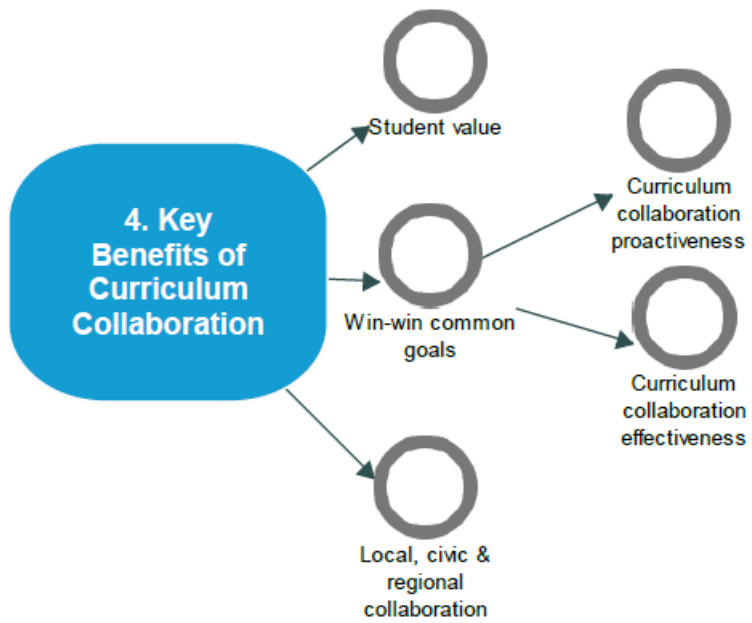 4. Key
Benefits of
Curriculum
Collaboration
Student value
Win-win common
goals
Local, civic &
regional
collaboration
Curriculum
collaboration
proactiveness
Curriculum
collaboration
effectiveness